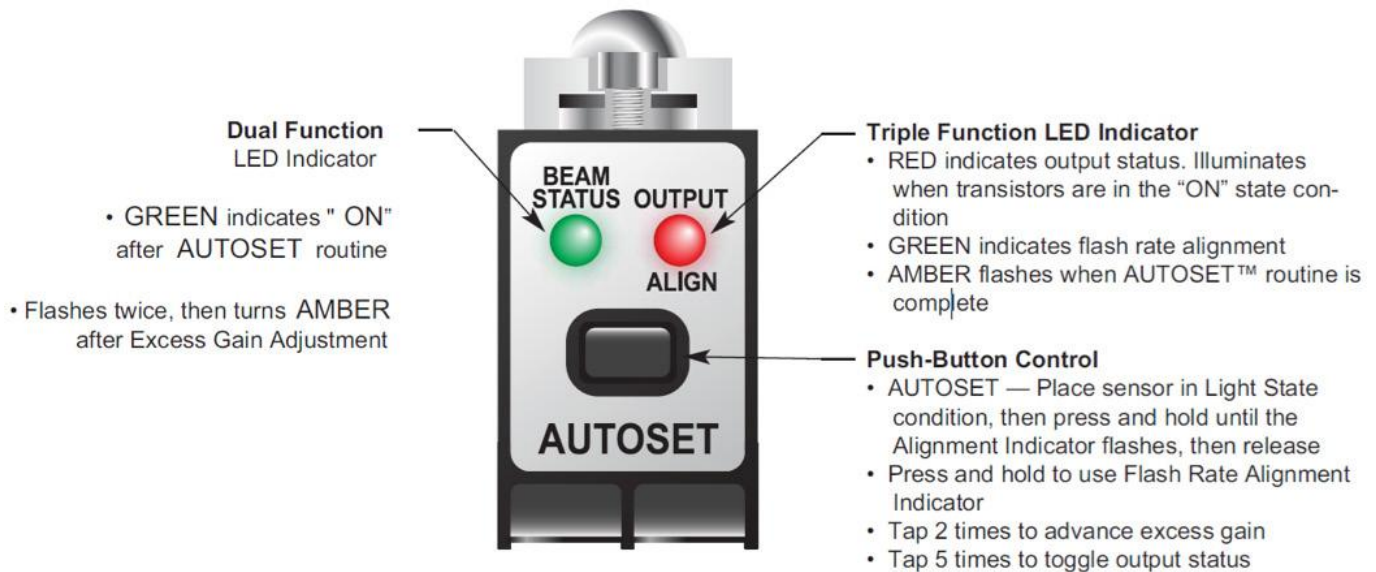 Dual Function
LED Indicator
• GREEN indicates " ON”
after AUTOSET routine
• Flashes twice, then turns AMBER
after Excess Gain Adjustment
BEAM
STATUS OUTPUT
ALIGN
AUTOSET
Triple Function LED Indicator
• RED indicates output status. Illuminates
when transistors are in the “ON” state con-
dition
• GREEN indicates flash rate alignment
• AMBER flashes when AUTOSET™ routine is
complete
Push-Button Control
• AUTOSET — Place sensor in Light State
condition, then press and hold until the
Alignment Indicator flashes, then release
• Press and hold to use Flash Rate Alignment
Indicator
• Tap 2 times to advance excess gain
• Tap 5 times to toggle output status